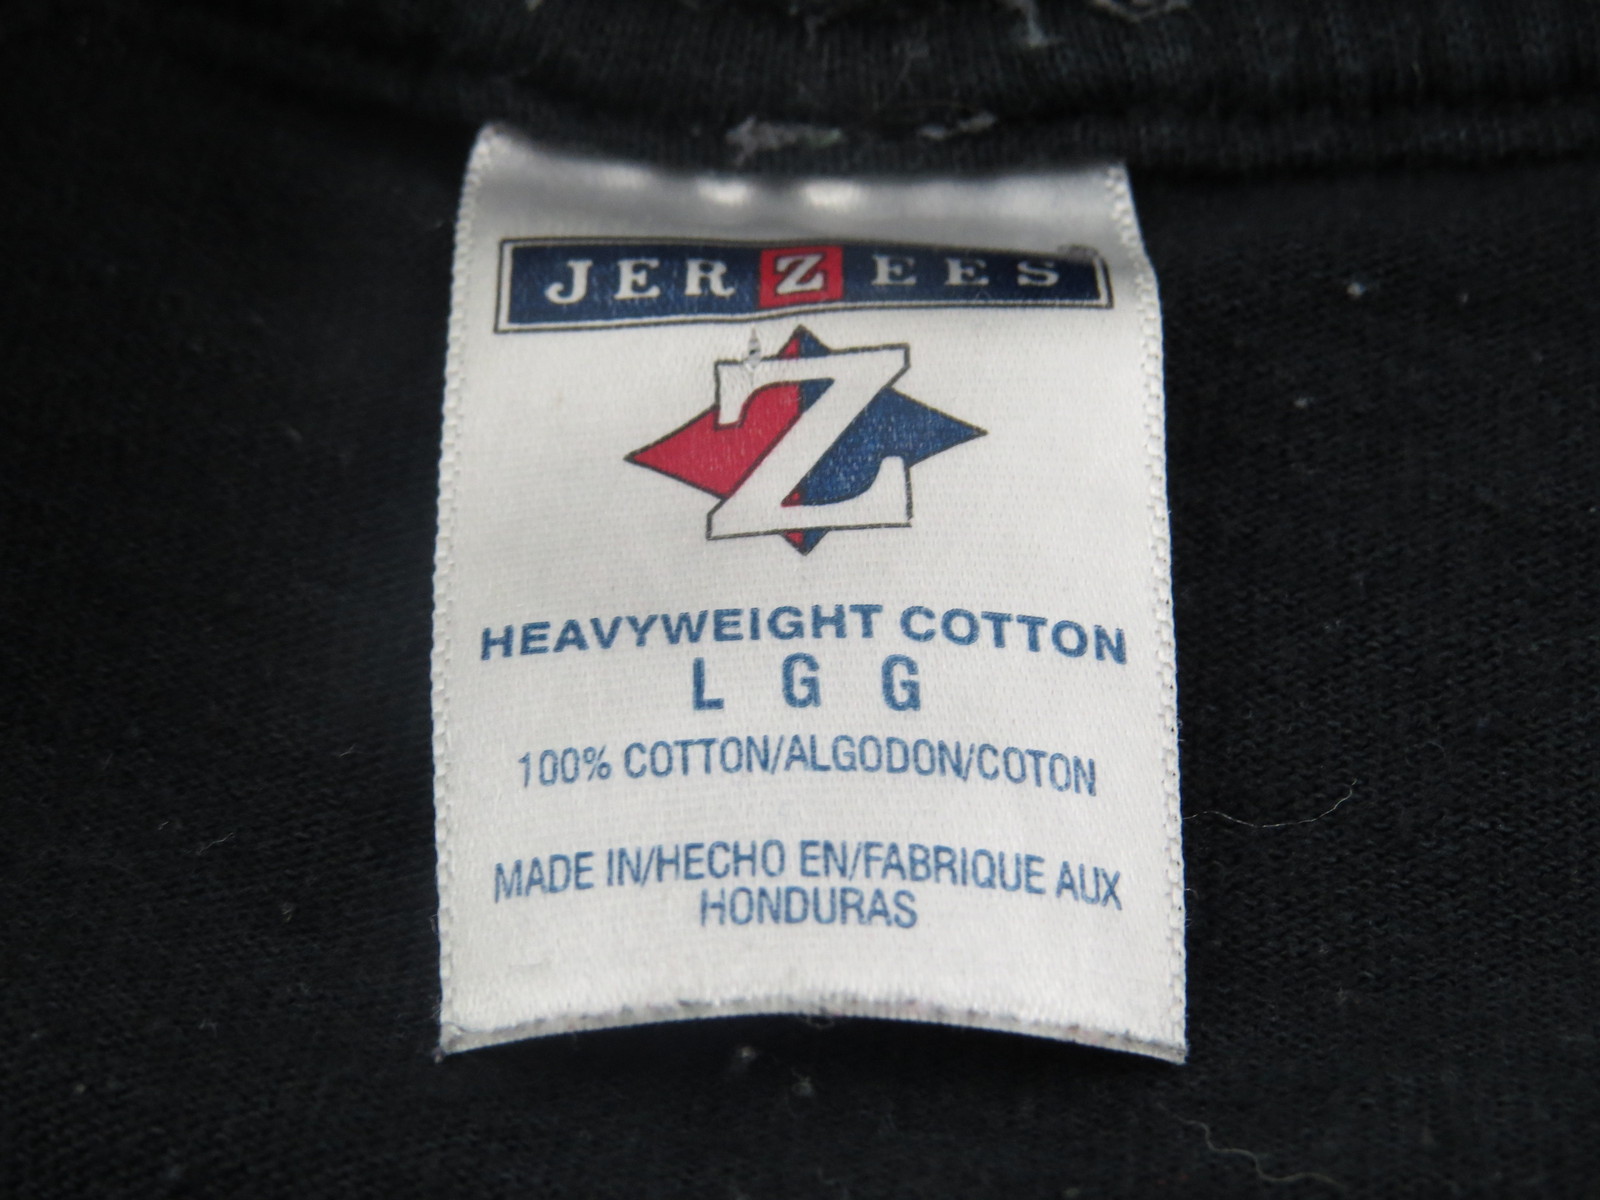 JERZEES
Z
HEAVYWEIGHT COTTON
L G G
100% COTTON/ALGODON/COTON
MADE IN/HECHO EN/FABRIQUE AUX
HONDURAS